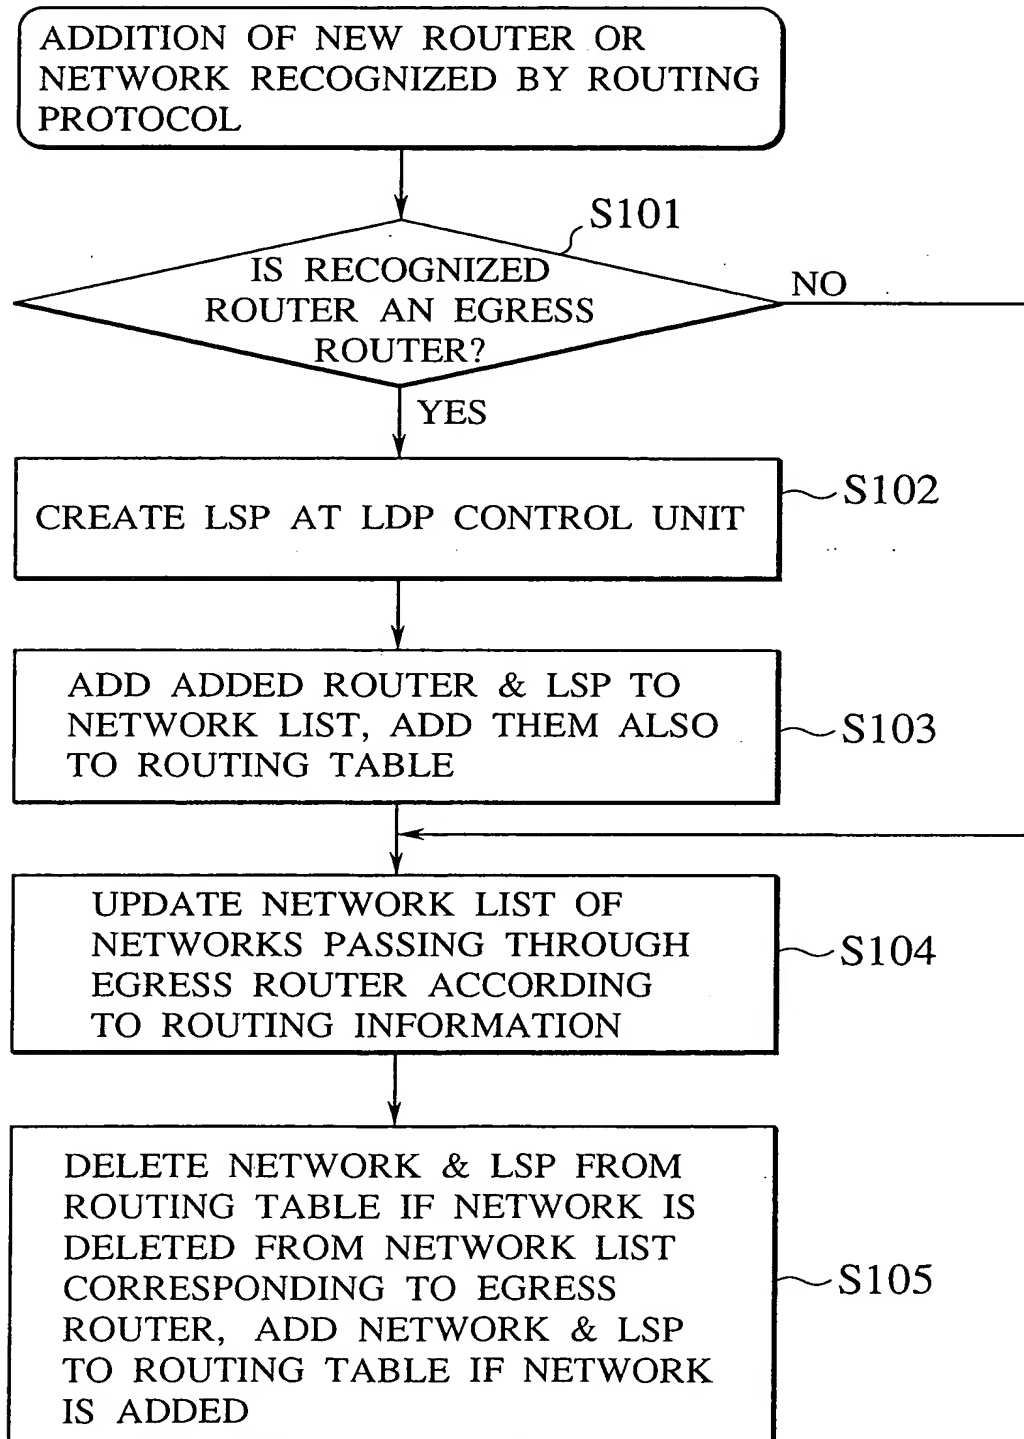 ADDITION OF NEW ROUTER OR
NETWORK RECOGNIZED BY ROUTING
PROTOCOL
S101
IS RECOGNIZED
ROUTER AN EGRESS
ROUTER?
NO
YES
CREATE LSP AT LDP CONTROL UNIT
S102
ADD ADDED ROUTER & LSP TO
NETWORK LIST, ADD THEM ALSO
TO ROUTING TABLE
S103
UPDATE NETWORK LIST OF
NETWORKS PASSING THROUGH
EGRESS ROUTER ACCORDING
TO ROUTING INFORMATION
S104
DELETE NETWORK & LSP FROM
ROUTING TABLE IF NETWORK IS
DELETED FROM NETWORK LIST
CORRESPONDING TO EGRESS
ROUTER, ADD NETWORK & LSP
TO ROUTING TABLE IF NETWORK
IS ADDED
S105